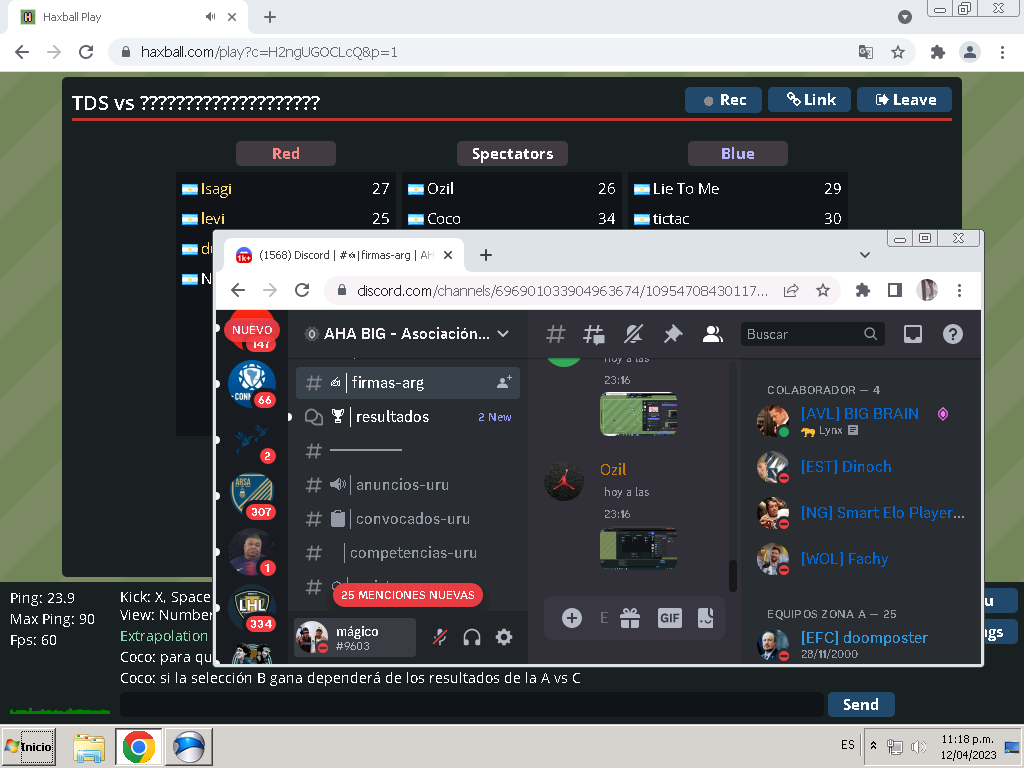 Haxball Play
haxball.com/play?c=H2ngUGOCLcQ&p=1
TDS vs ????????????????????
Rec
Link
Leave
Red
Spectators
Blue
Isagi 27
Ozil 26
Lie To Me 29
levi 25
Coco 34
tictac 30
(1568) Discord | #✍|firmas-arg | AH
discord.com/channels/696901033904963674/10954708430117...
NUEVO
147
66
2
307
1
334
AHA BIG - Asociación...
# ✍│firmas-arg
🏆│resultados
2 New
# ────────
# 🔊│anuncios-uru
# 📋│convocados-uru
# │competencias-uru
25 MENCIONES NUEVAS
mágico
#9603
Buscar
hoy a las
23:16
Ozil
hoy a las
23:16
E
GIF
COLABORADOR — 4
[AVL] BIG BRAIN
Lynx
[EST] Dinoch
[NG] Smart Elo Player...
[WOL] Fachy
EQUIPOS ZONA A — 25
[EFC] doomposter
28/11/2000
Ping: 23.9
Max Ping: 90
Fps: 60
Kick: X, Space
View: Number
Extrapolation
Coco: para qu
Coco: si la selección B gana dependerá de los resultados de la A vs C
Send
Inicio
ES
11:18 p.m.
12/04/2023